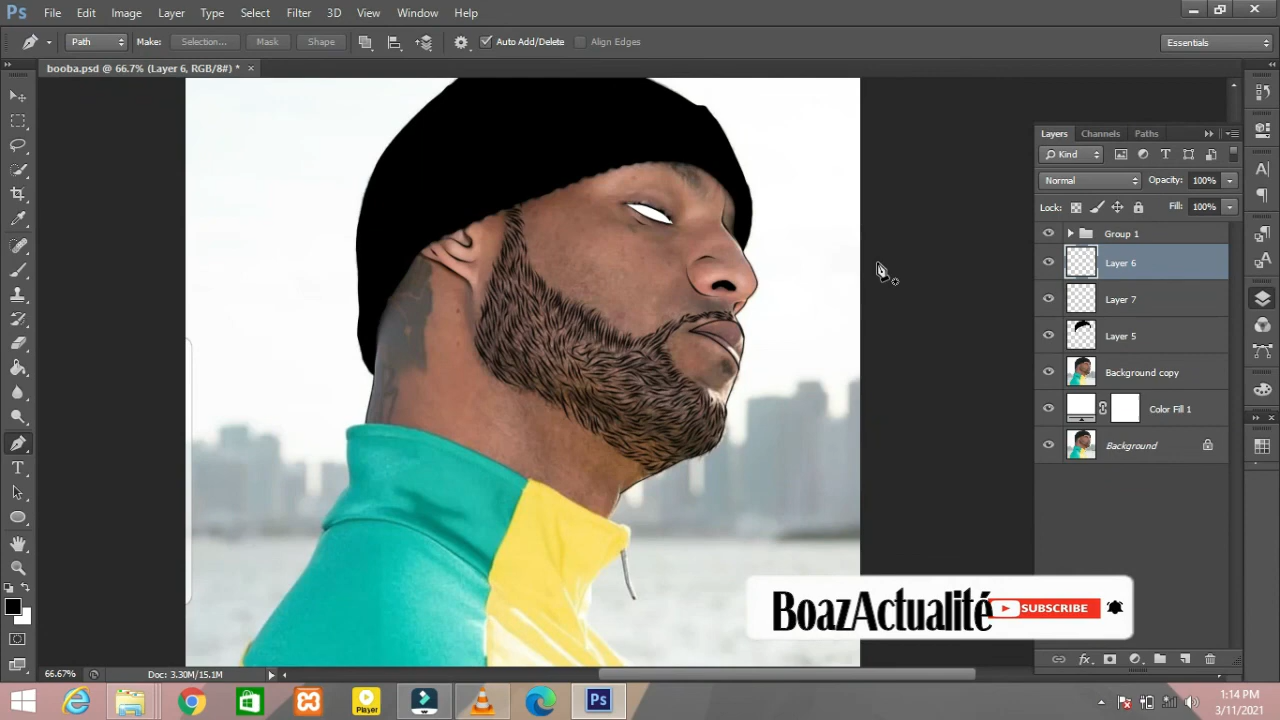 Ps File Edit Image Layer Type Select Filter 3D View Window Help
Path Make: Selection... Mask Shape Auto Add/Delete Align Edges Essentials
booba.psd @ 66.7% (Layer 6, RGB/8#) * ×
Layers Channels Paths
Kind
Normal Opacity: 100%
Lock: Fill: 100%
Group 1
Layer 6
Layer 7
Layer 5
Background copy
Color Fill 1
Background
BoazActualité SUBSCRIBE
66.67% Doc: 3.30M/15.1M
Player
Ps
1:14 PM
3/11/2021